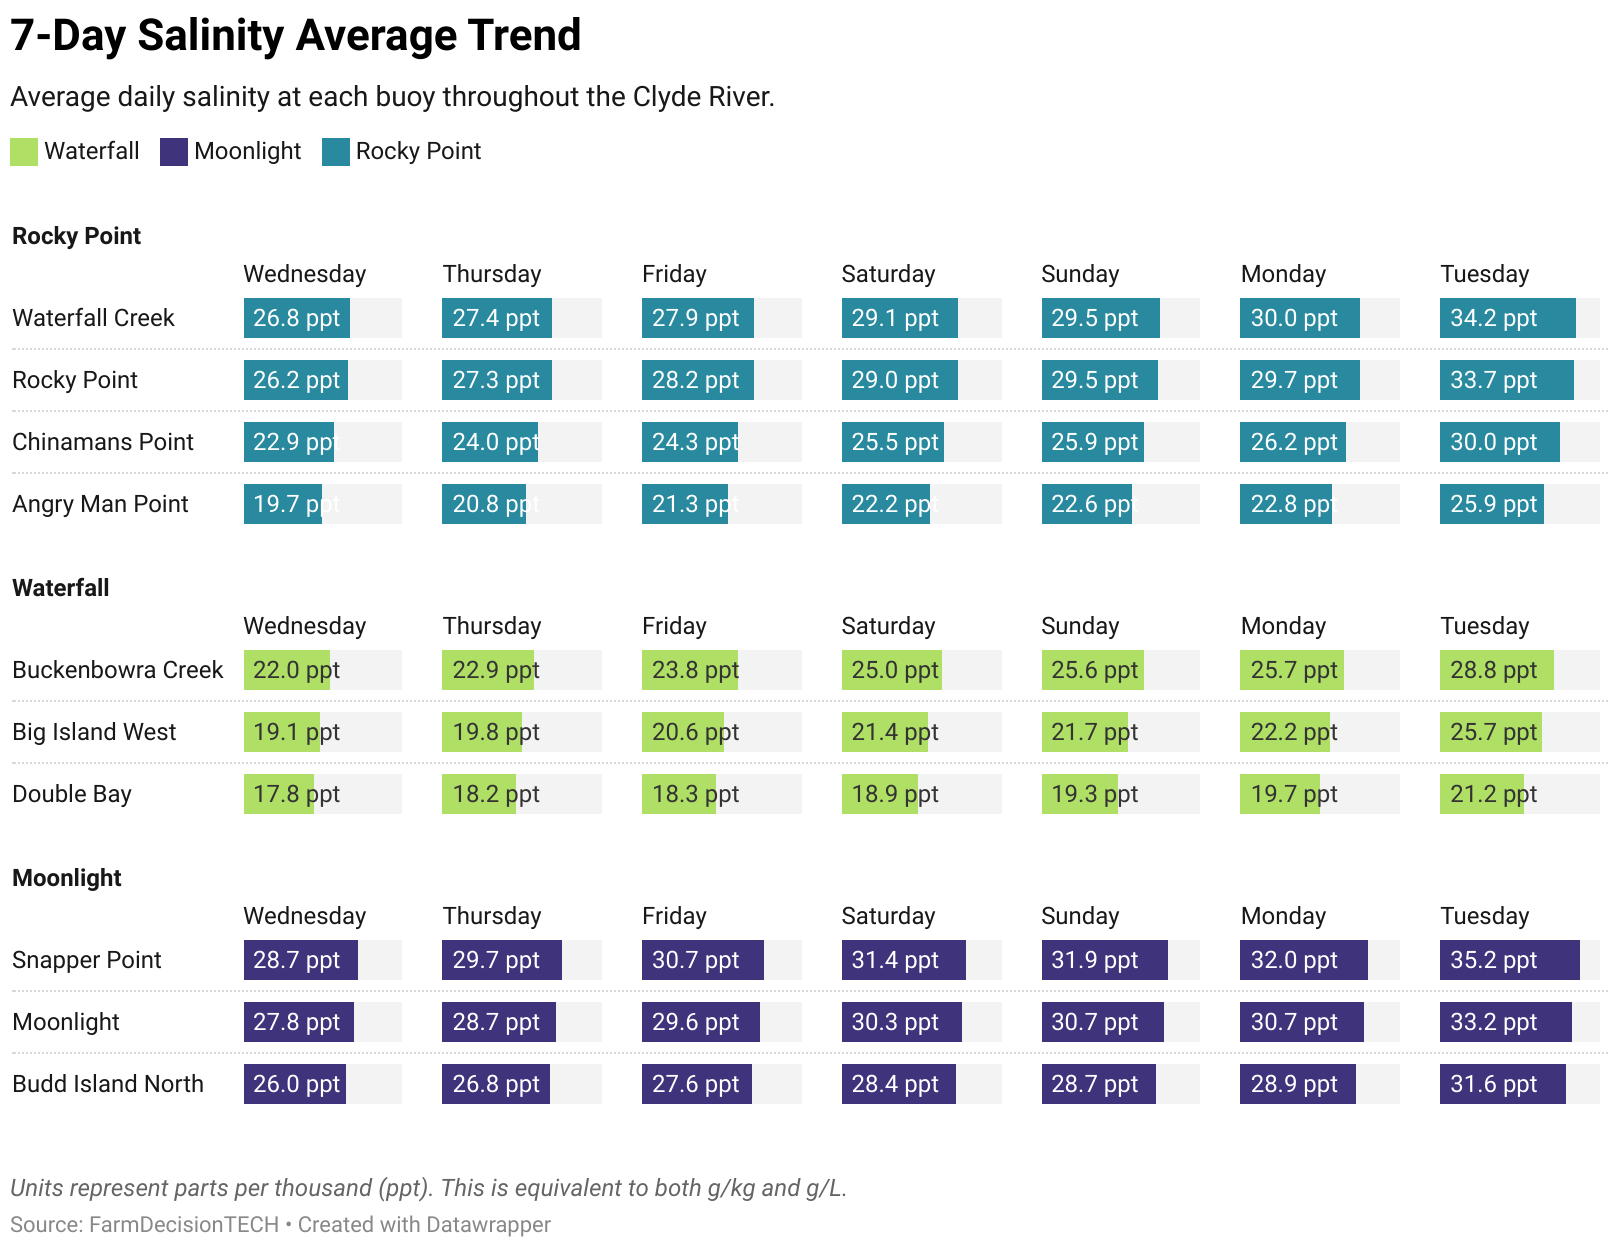 7-Day Salinity Average Trend
Average daily salinity at each buoy throughout the Clyde River.
Waterfall Moonlight Rocky Point
Rocky Point
Wednesday Thursday Friday Saturday Sunday Monday Tuesday
Waterfall Creek 26.8 ppt 27.4 ppt 27.9 ppt 29.1 ppt 29.5 ppt 30.0 ppt 34.2 ppt
Rocky Point 26.2 ppt 27.3 ppt 28.2 ppt 29.0 ppt 29.5 ppt 29.7 ppt 33.7 ppt
Chinamans Point 22.9 ppt 24.0 ppt 24.3 ppt 25.5 ppt 25.9 ppt 26.2 ppt 30.0 ppt
Angry Man Point 19.7 ppt 20.8 ppt 21.3 ppt 22.2 ppt 22.6 ppt 22.8 ppt 25.9 ppt
Waterfall
Wednesday Thursday Friday Saturday Sunday Monday Tuesday
Buckenbowra Creek 22.0 ppt 22.9 ppt 23.8 ppt 25.0 ppt 25.6 ppt 25.7 ppt 28.8 ppt
Big Island West 19.1 ppt 19.8 ppt 20.6 ppt 21.4 ppt 21.7 ppt 22.2 ppt 25.7 ppt
Double Bay 17.8 ppt 18.2 ppt 18.3 ppt 18.9 ppt 19.3 ppt 19.7 ppt 21.2 ppt
Moonlight
Wednesday Thursday Friday Saturday Sunday Monday Tuesday
Snapper Point 28.7 ppt 29.7 ppt 30.7 ppt 31.4 ppt 31.9 ppt 32.0 ppt 35.2 ppt
Moonlight 27.8 ppt 28.7 ppt 29.6 ppt 30.3 ppt 30.7 ppt 30.7 ppt 33.2 ppt
Budd Island North 26.0 ppt 26.8 ppt 27.6 ppt 28.4 ppt 28.7 ppt 28.9 ppt 31.6 ppt
Units represent parts per thousand (ppt). This is equivalent to both g/kg and g/L.
Source: FarmDecisionTECH • Created with Datawrapper